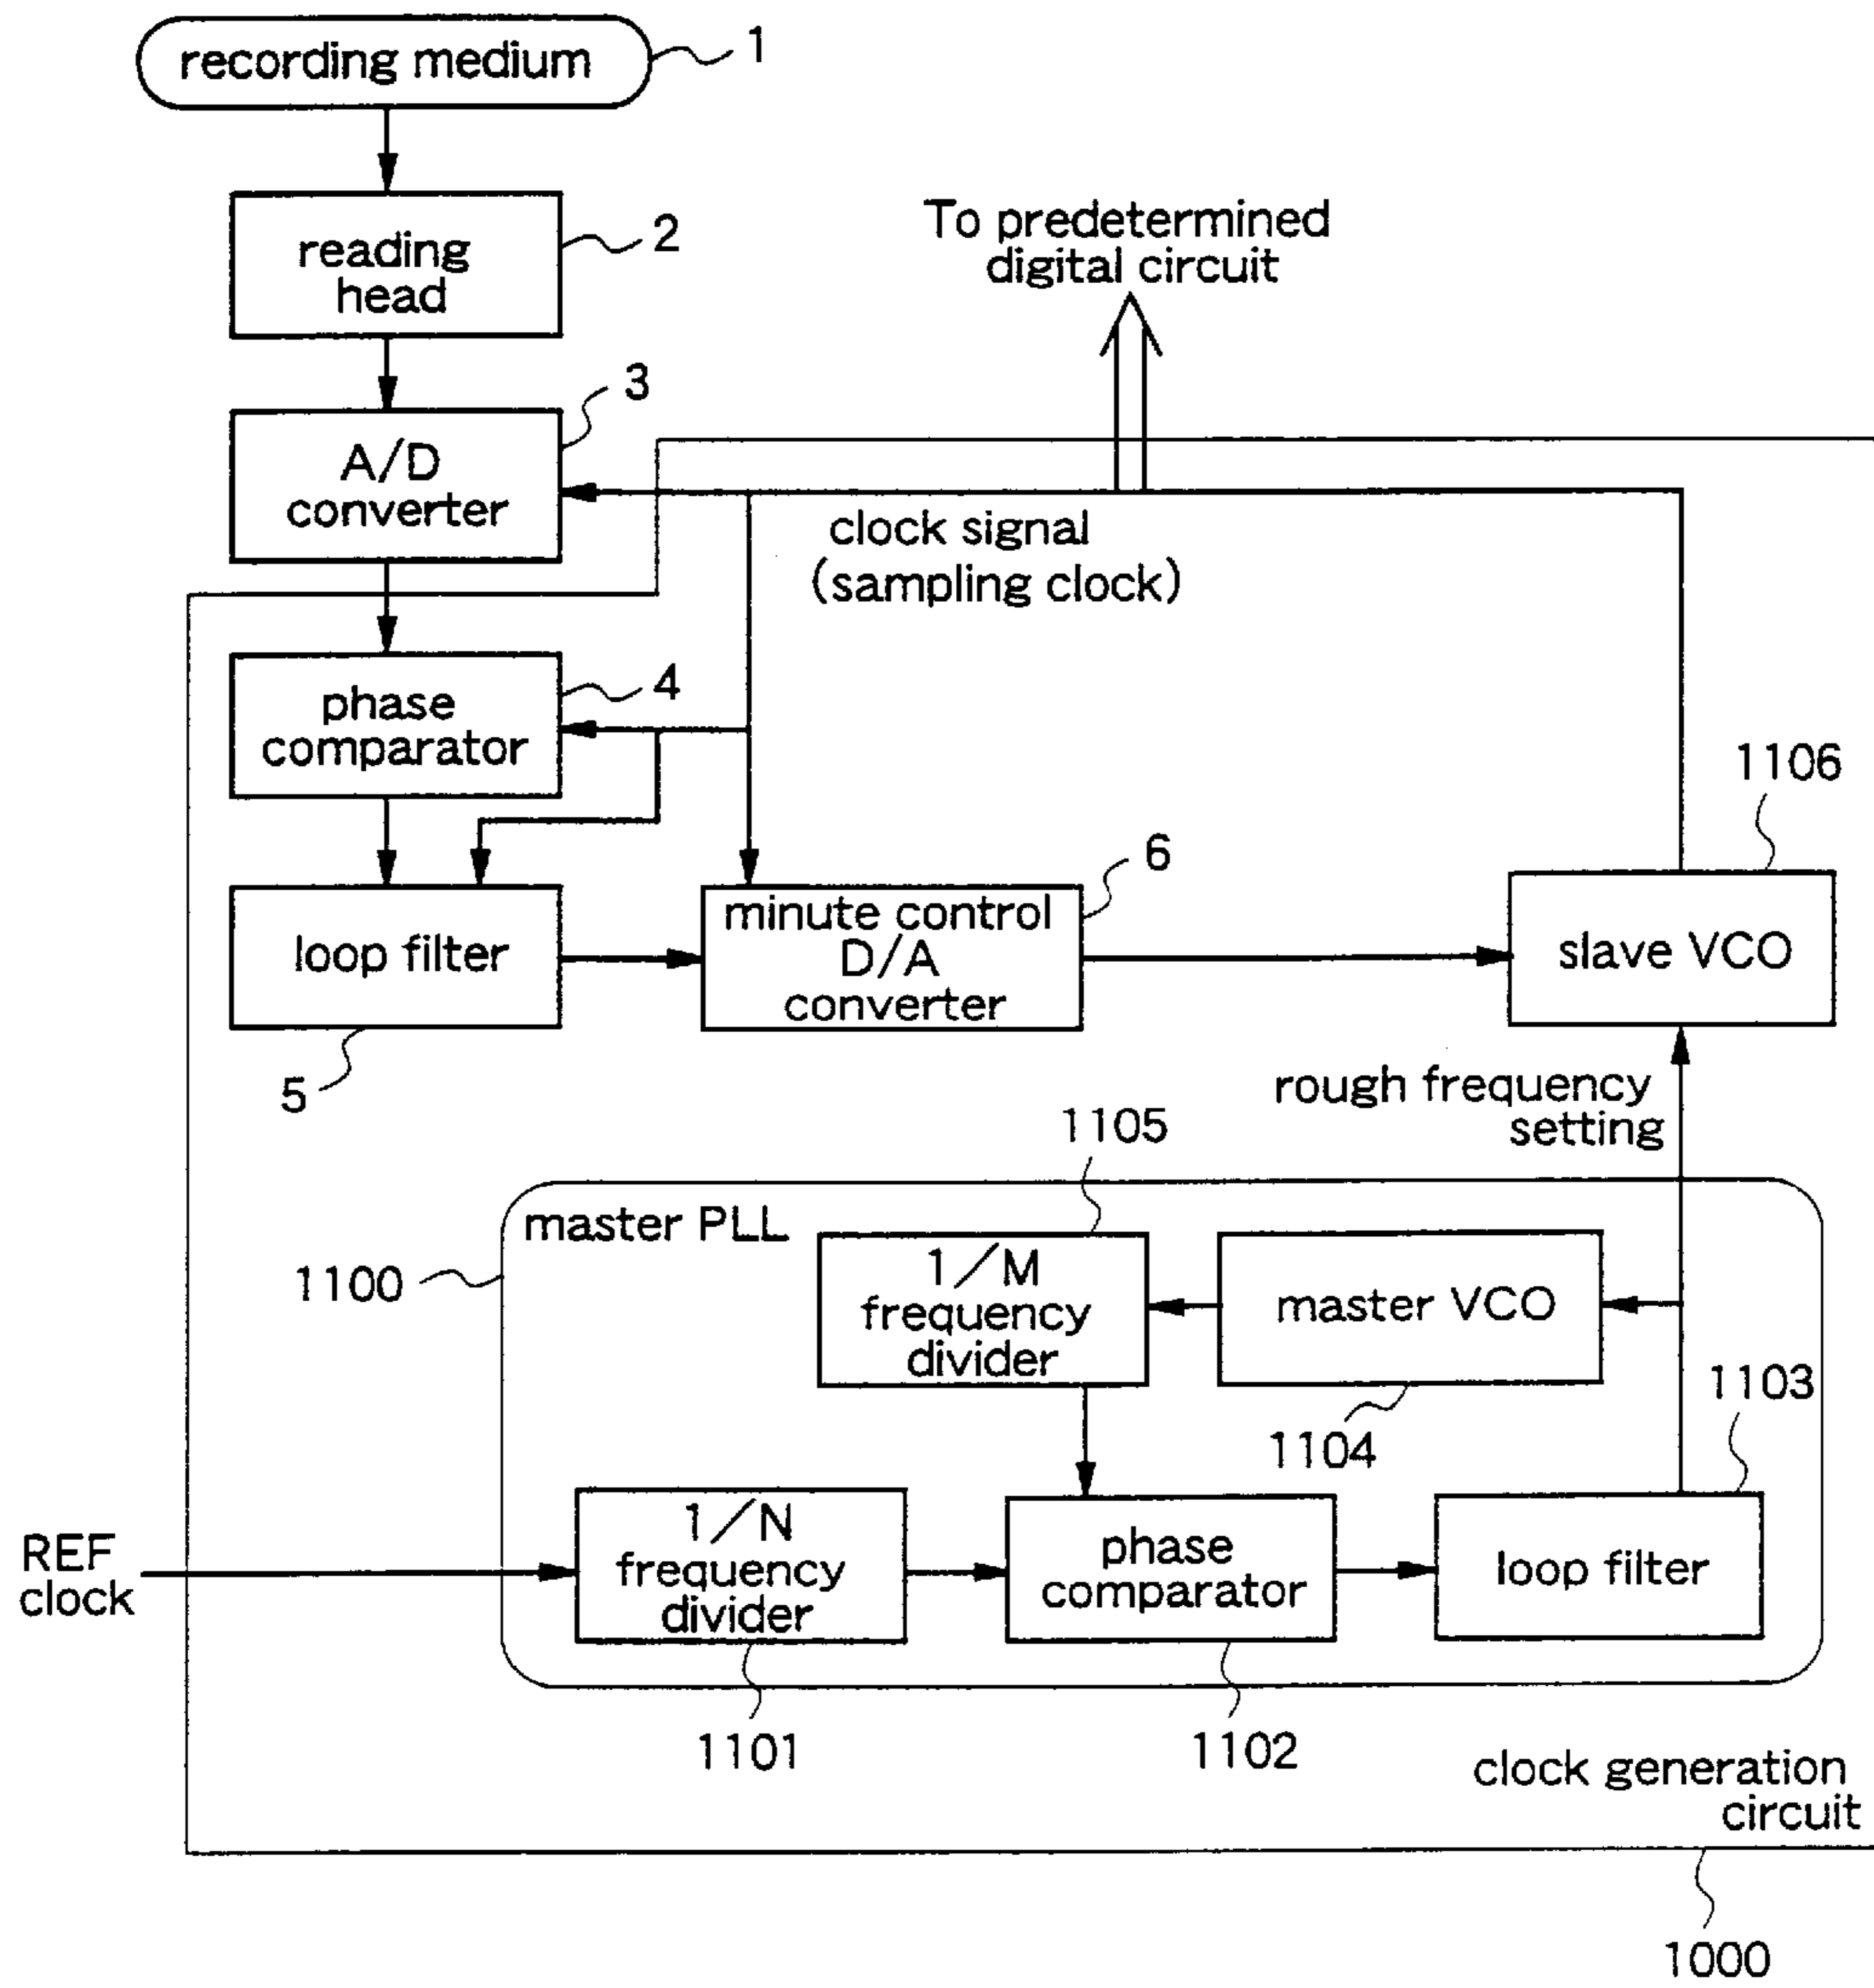 recording medium
1
reading
head
2
To predetermined
digital circuit
A/D
converter
3
clock signal
(sampling clock)
phase
comparator
4
1106
loop filter
5
minute control
D/A
converter
6
slave VCO
rough frequency
setting
1105
master PLL
1100
1/M
frequency
divider
master VCO
1104
1103
REF
clock
1/N
frequency
divider
phase
comparator
loop filter
1101
1102
clock generation
circuit
1000